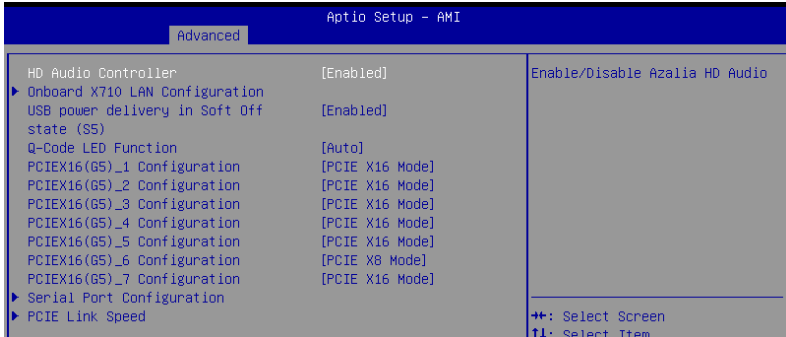 Aptio Setup - AMI
Advanced
HD Audio Controller [Enabled]
Onboard X710 LAN Configuration
USB power delivery in Soft Off [Enabled]
state (S5)
Q-Code LED Function [Auto]
PCIEX16(G5)_1 Configuration [PCIE X16 Mode]
PCIEX16(G5)_2 Configuration [PCIE X16 Mode]
PCIEX16(G5)_3 Configuration [PCIE X16 Mode]
PCIEX16(G5)_4 Configuration [PCIE X16 Mode]
PCIEX16(G5)_5 Configuration [PCIE X16 Mode]
PCIEX16(G5)_6 Configuration [PCIE X8 Mode]
PCIEX16(G5)_7 Configuration [PCIE X16 Mode]
Serial Port Configuration
PCIE Link Speed
Enable/Disable Azalia HD Audio
→←: Select Screen
↑↓: Select Item